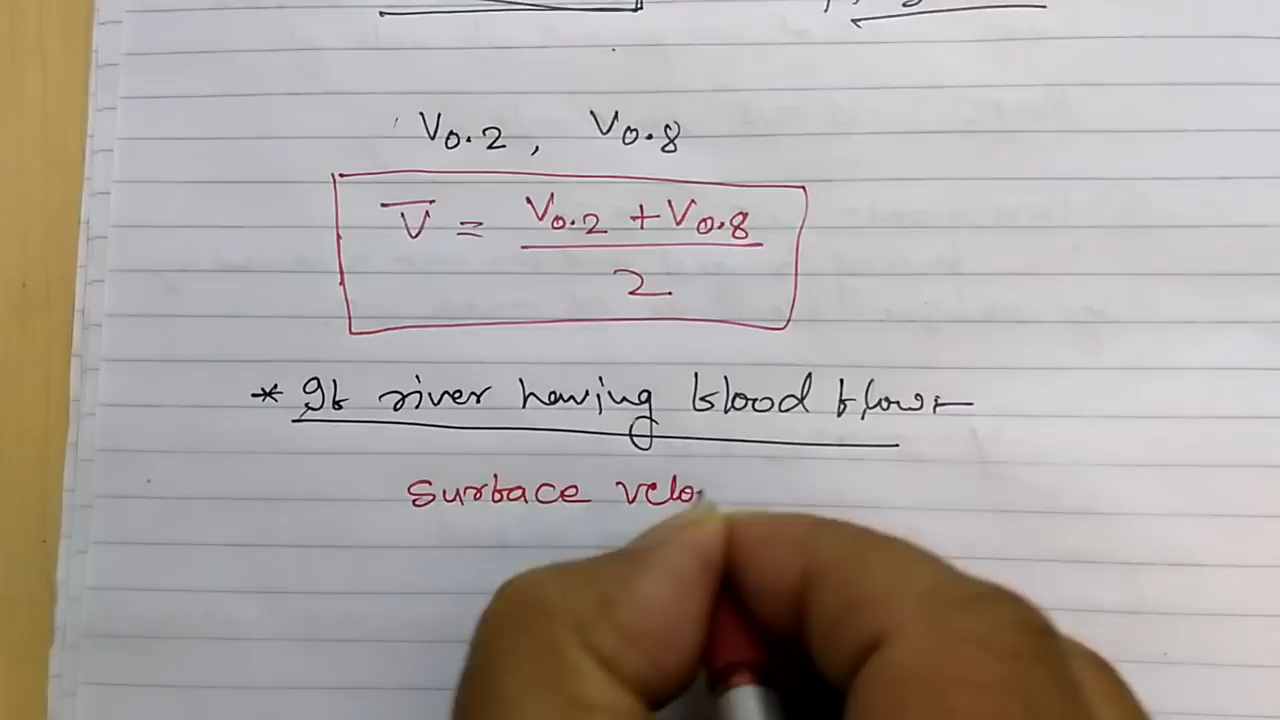 V0.2, V0.8
V̅ = (V0.2 + V0.8) / 2
* If river having flood flow:-
Surface velo